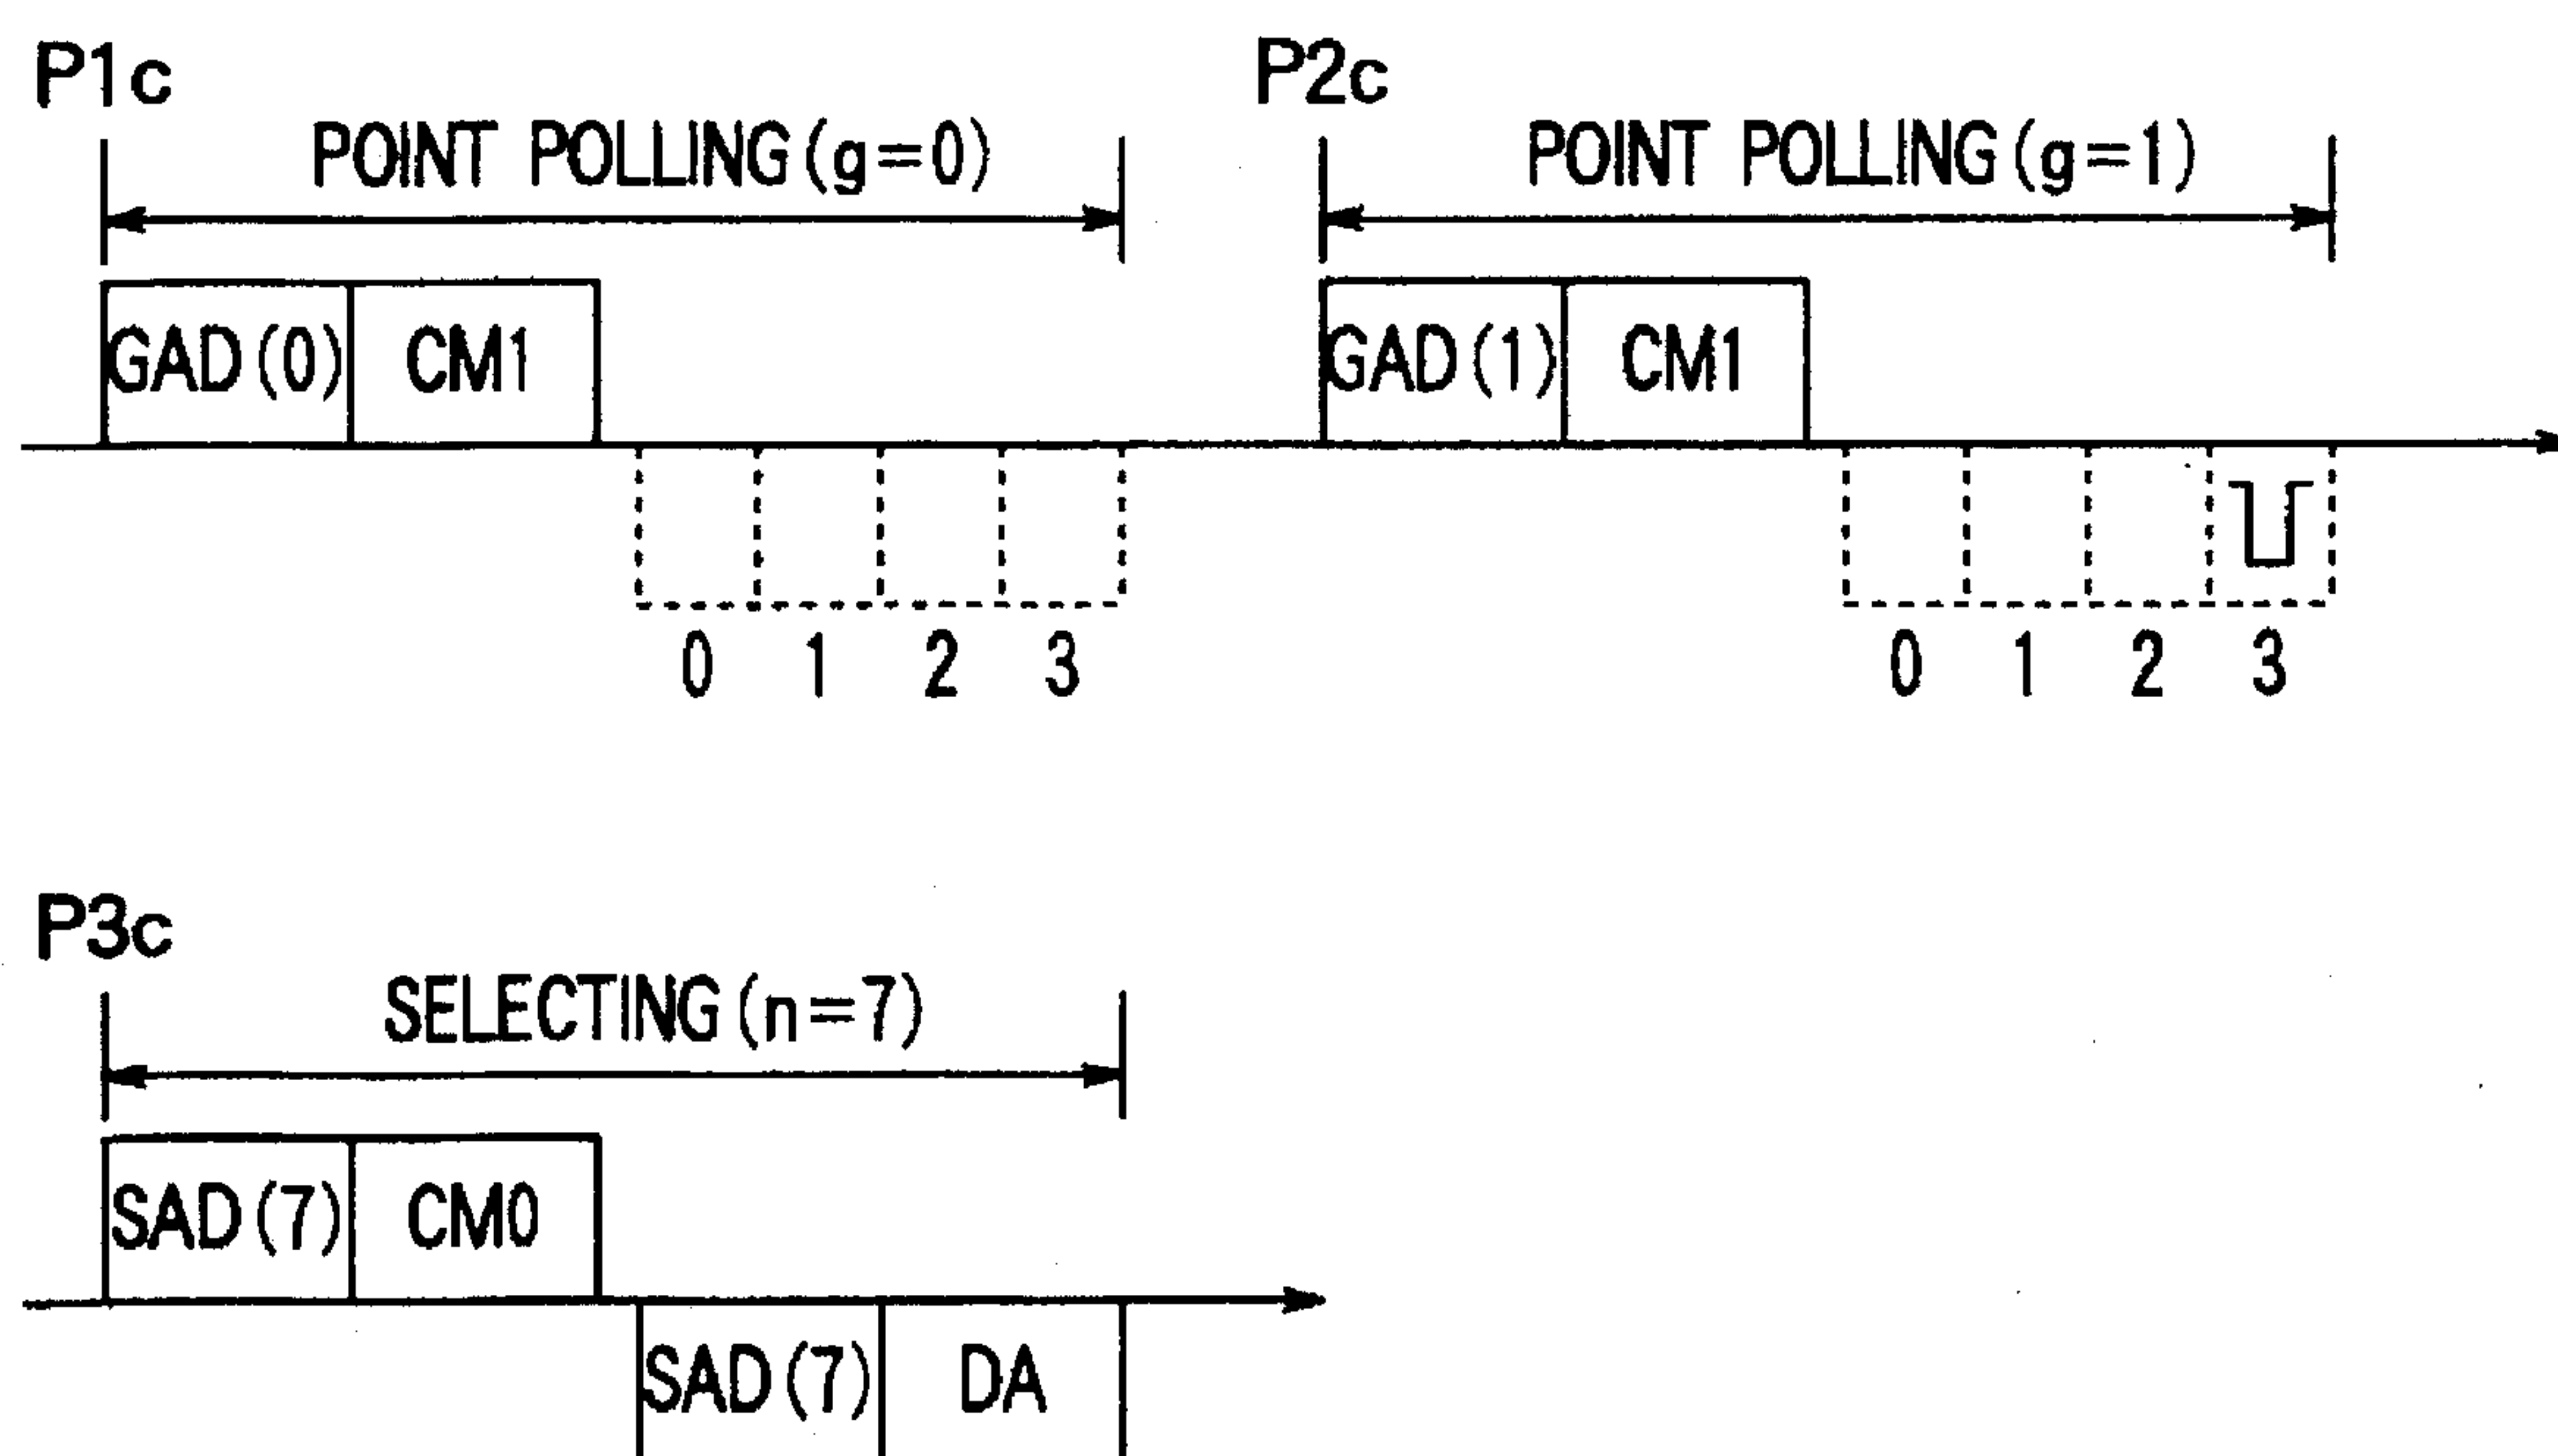 P1c P2c
POINT POLLING(g=0) POINT POLLING(g=1)
GAD(0) CM1 GAD(1) CM1
0 1 2 3 0 1 2 3
P3c
SELECTING(n=7)
SAD(7) CM0
SAD(7) DA